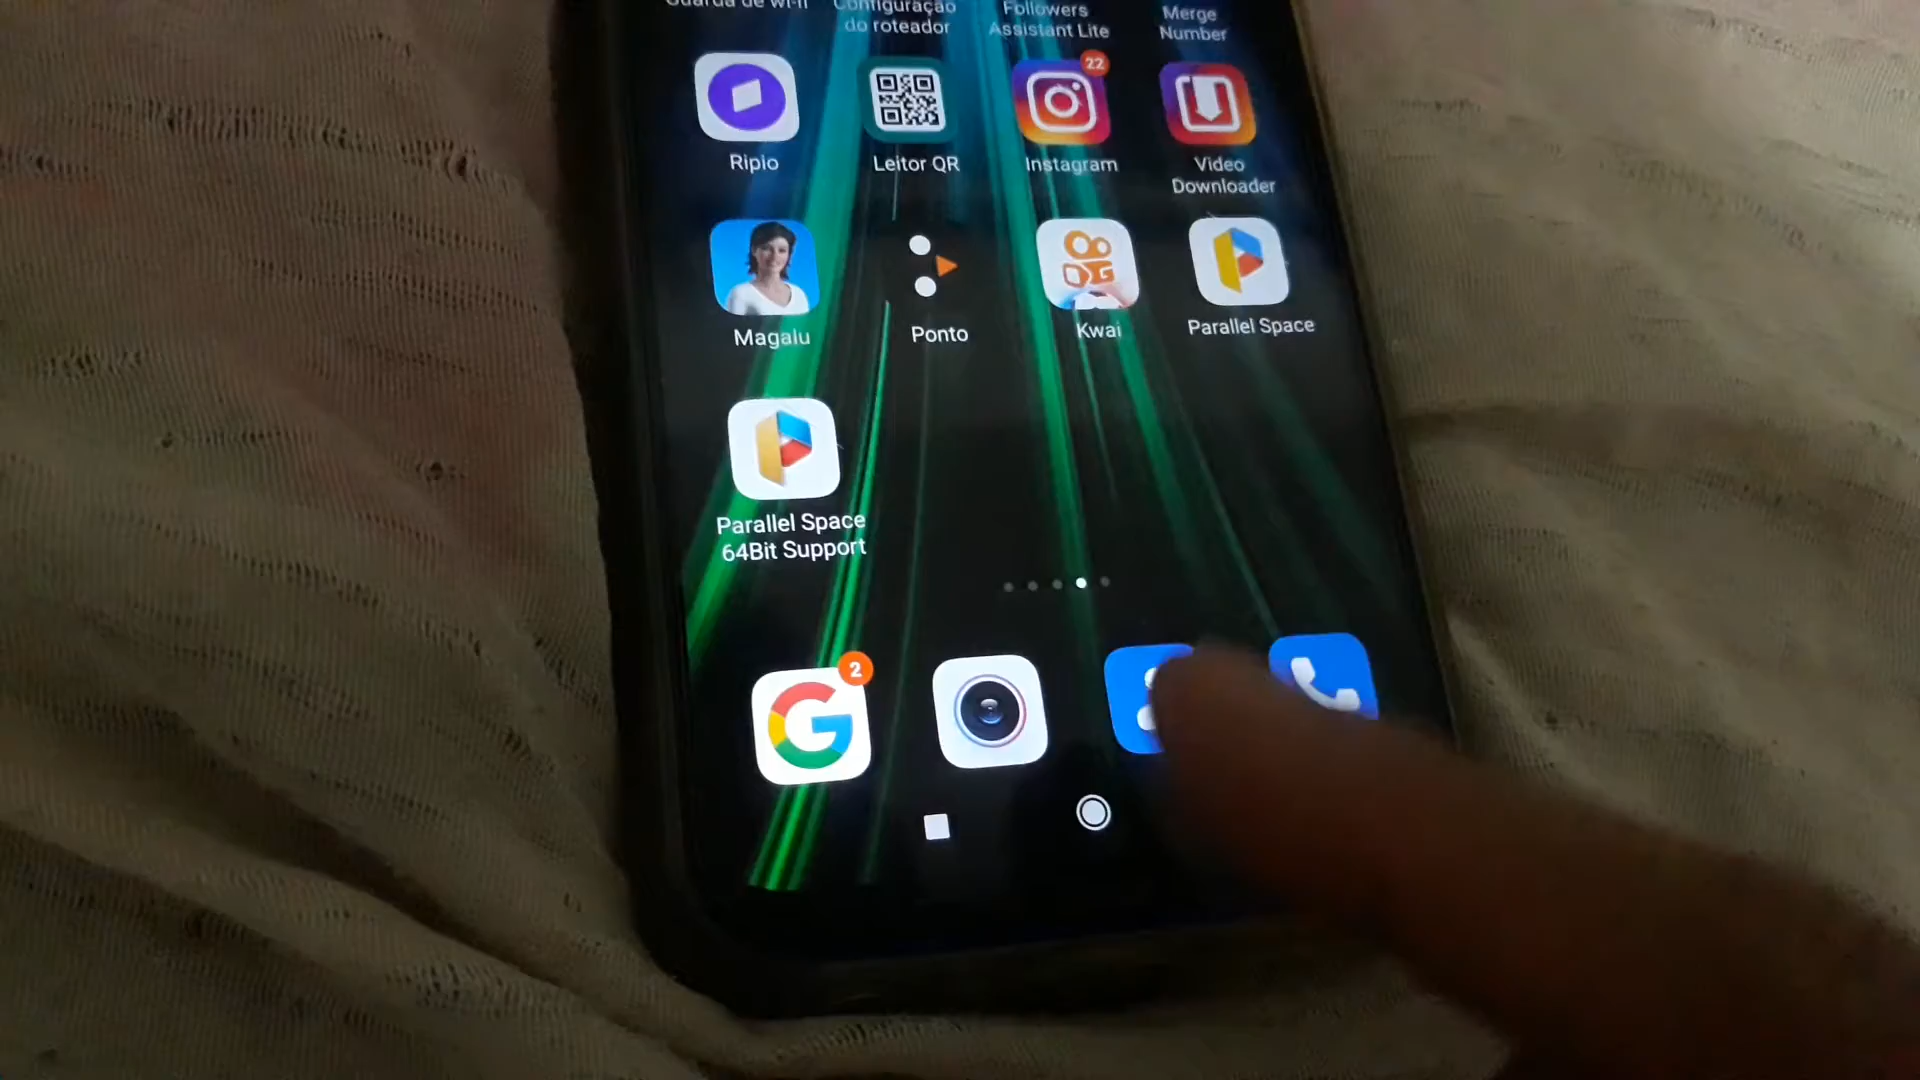 Guarda de wi-fi
Configuração
do roteador
Followers
Assistant Lite
Merge
Number
22
Ripio
Leitor QR
Instagram
Video
Downloader
Magalu
Ponto
Kwai
Parallel Space
Parallel Space
64Bit Support
2
G